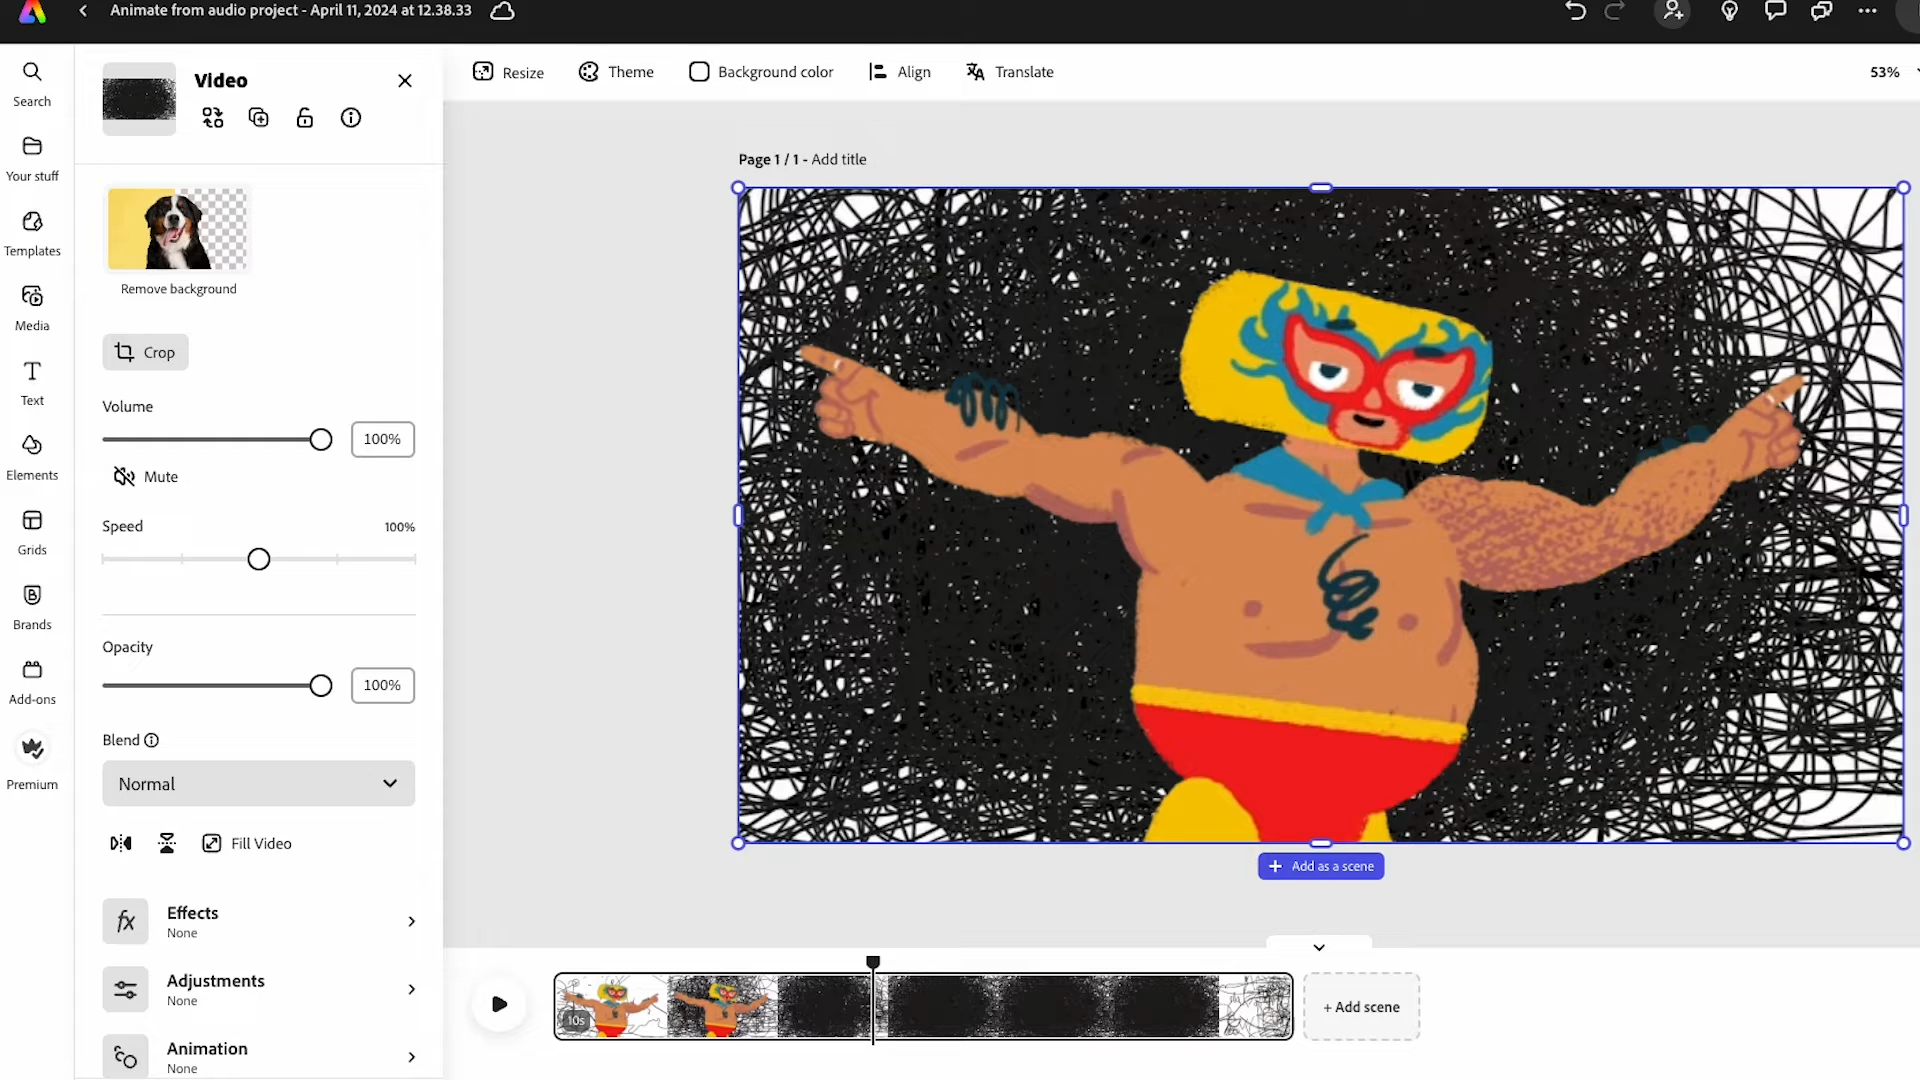 Animate from audio project - April 11, 2024 at 12.38.33
Search
Your stuff
Templates
Media
Text
Elements
Grids
Brands
Add-ons
Premium
Video
Remove background
Crop
Volume
100%
Mute
Speed
100%
Opacity
100%
Blend
Normal
Fill Video
Effects
None
Adjustments
None
Animation
None
Resize
Theme
Background color
Align
Translate
53%
Page 1 / 1 - Add title
+ Add as a scene
10s
+ Add scene